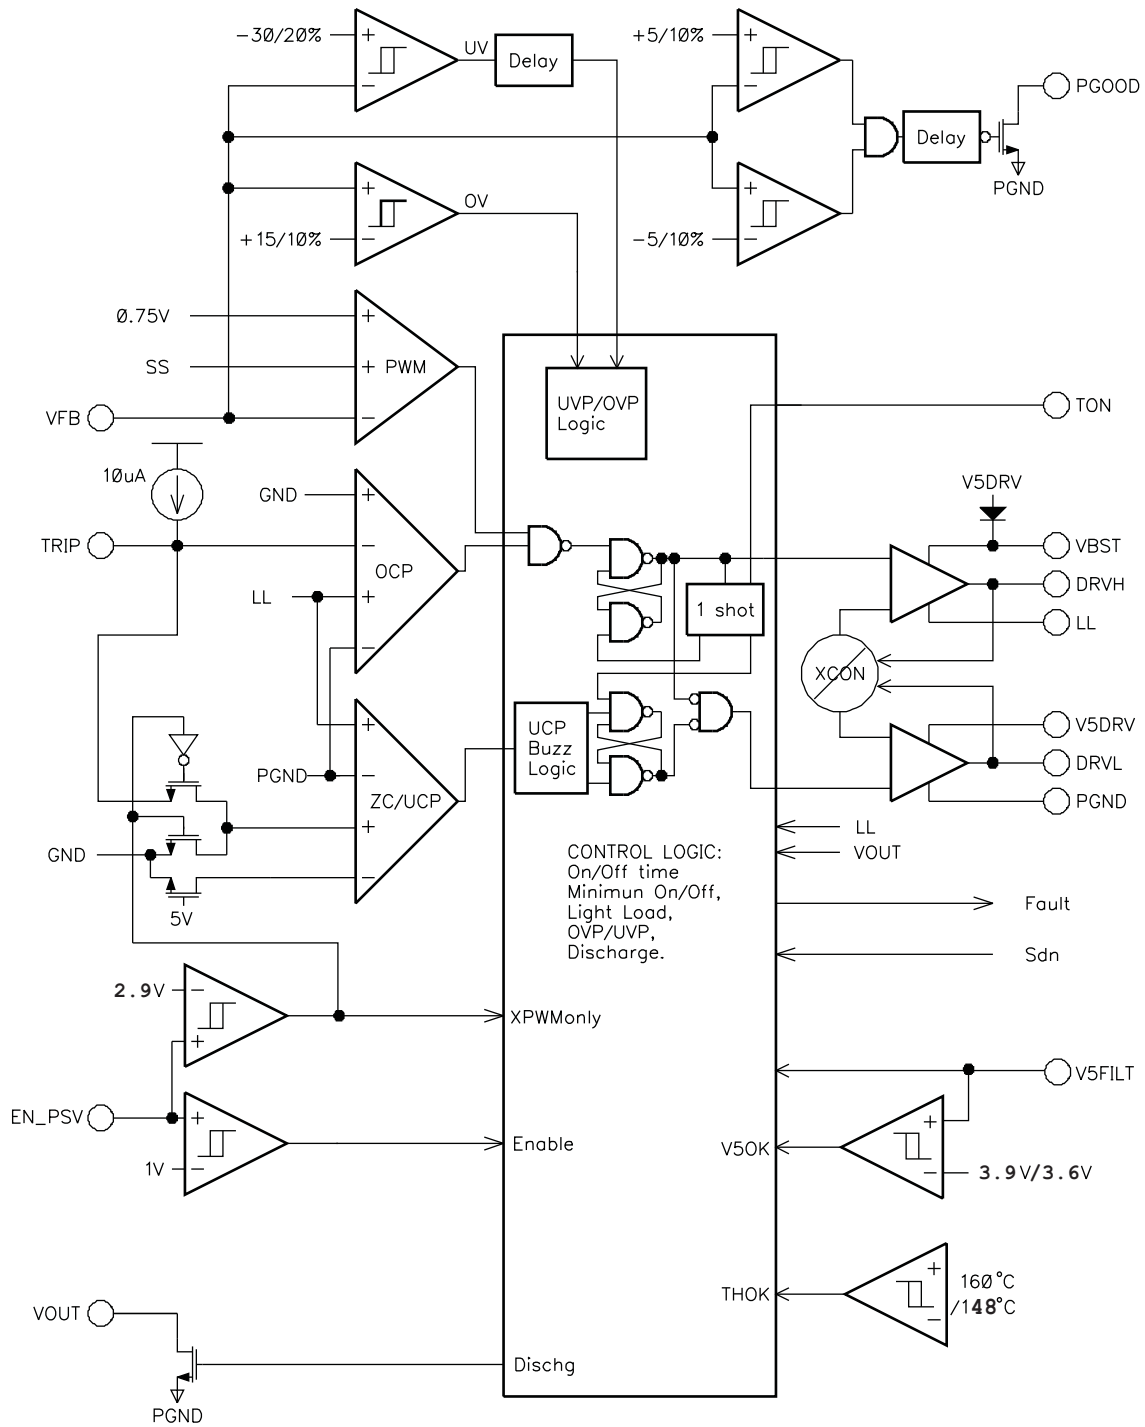 -30/20%
+
-
UV
Delay
+5/10%
+
-
PGOOD
Delay
PGND
+
-
OV
+15/10%
+
-
-5/10%
0.75V
+
SS
+
PWM
VFB
-
UVP/OVP
Logic
TON
10uA
GND
+
V5DRV
TRIP
-
OCP
VBST
DRVH
LL
+
1 shot
LL
-
XCON
+
UCP
Buzz
Logic
V5DRV
PGND
-
DRVL
ZC/UCP
PGND
+
LL
GND
-
VOUT
5V
CONTROL LOGIC:
On/Off time
Minimun On/Off,
Light Load,
OVP/UVP,
Discharge.
Fault
Sdn
2.9V
-
+
XPWMonly
V5FILT
EN_PSV
+
-
1V
Enable
V5OK
+
-
3.9V/3.6V
THOK
+
-
160°C
/148°C
VOUT
Dischg
PGND